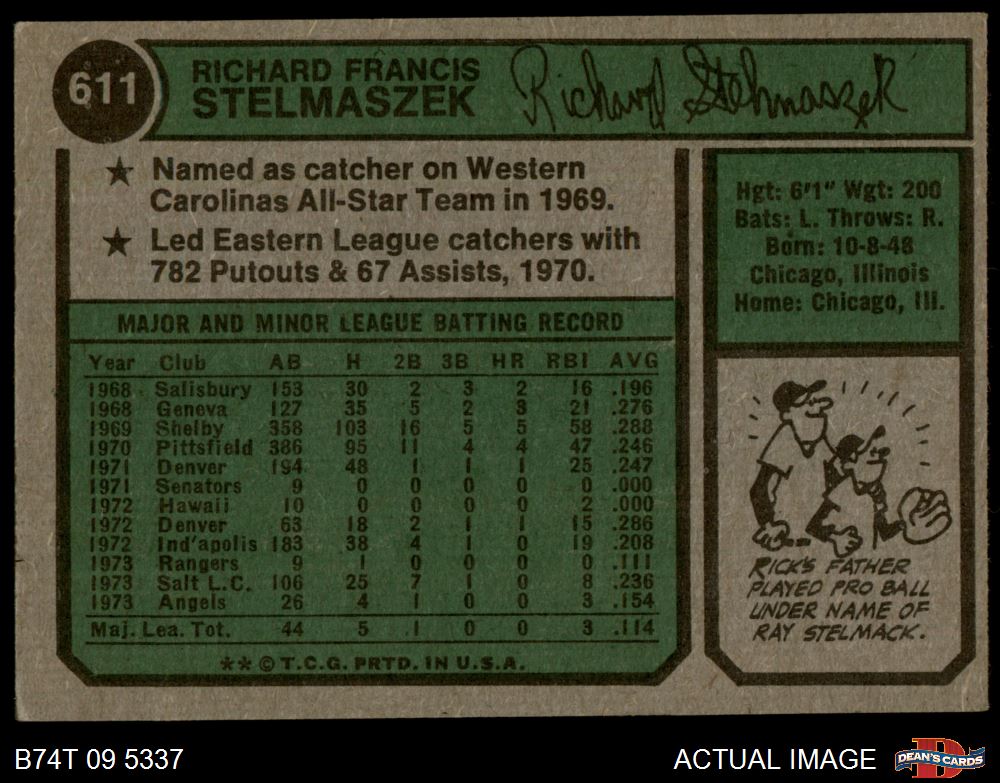 611
RICHARD FRANCIS
STELMASZEK
Richard Stelmaszek
★ Named as catcher on Western
Carolinas All-Star Team in 1969.
★ Led Eastern League catchers with
782 Putouts & 67 Assists, 1970.
Hgt: 6'1" Wgt: 200
Bats: L. Throws: R.
Born: 10-8-48
Chicago, Illinois
Home: Chicago, Ill.
MAJOR AND MINOR LEAGUE BATTING RECORD
Year Club AB H 2B 3B HR RBI AVG
1968 Salisbury 153 30 2 3 2 16 .196
1968 Geneva 127 35 5 2 3 21 .276
1969 Shelby 358 103 16 5 5 58 .288
1970 Pittsfield 386 95 11 4 4 47 .246
1971 Denver 194 48 1 1 1 25 .247
1971 Senators 9 0 0 0 0 0 .000
1972 Hawaii 10 0 0 0 0 2 .000
1972 Denver 63 18 2 1 1 15 .286
1972 Ind'apolis 183 38 4 1 0 19 .208
1973 Rangers 9 1 0 0 0 0 .111
1973 Salt L.C. 106 25 7 1 0 8 .236
1973 Angels 26 4 1 0 0 3 .154
Maj. Lea. Tot. 44 5 1 0 0 3 .114
** © T.C.G. PRTD. IN U.S.A.
RICK'S FATHER
PLAYED PRO BALL
UNDER NAME OF
RAY STELMACK.
B74T 09 5337
ACTUAL IMAGE
D
DEAN'S CARDS